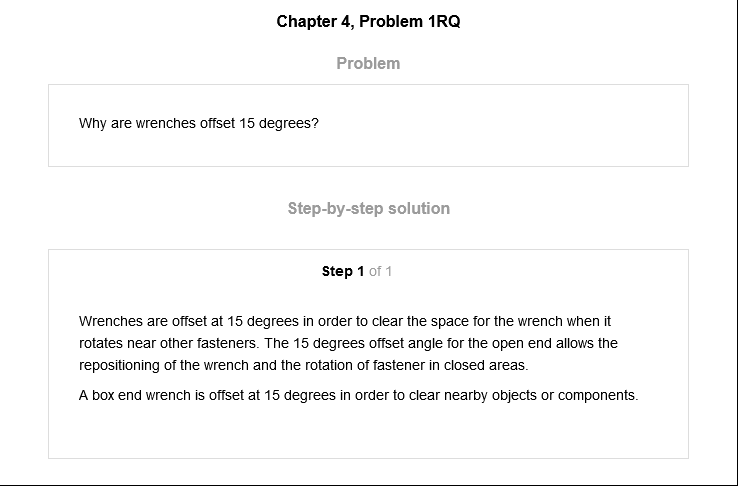 Chapter 4, Problem 1RQ
Problem
Why are wrenches offset 15 degrees?
Step-by-step solution
Step 1 of 1
Wrenches are offset at 15 degrees in order to clear the space for the wrench when it
rotates near other fasteners. The 15 degrees offset angle for the open end allows the
repositioning of the wrench and the rotation of fastener in closed areas.
A box end wrench is offset at 15 degrees in order to clear nearby objects or components.